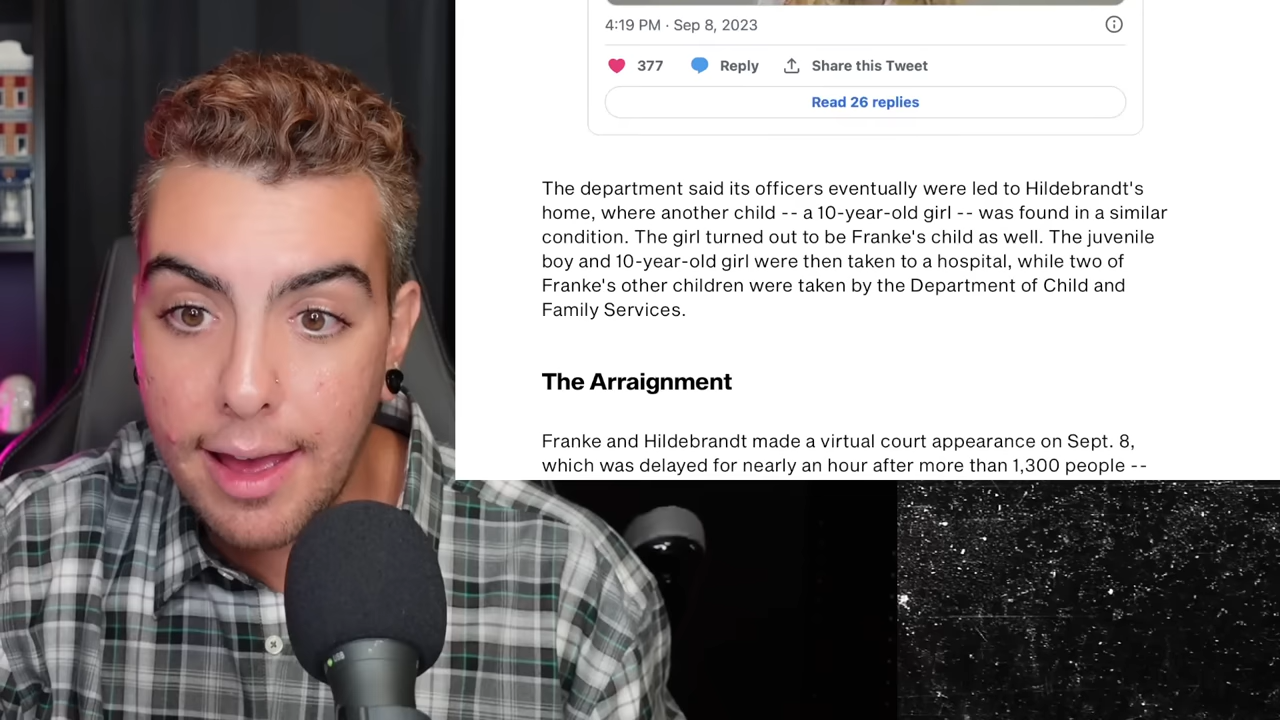 4:19 PM · Sep 8, 2023
377 Reply Share this Tweet
Read 26 replies
The department said its officers eventually were led to Hildebrandt's
home, where another child -- a 10-year-old girl -- was found in a similar
condition. The girl turned out to be Franke's child as well. The juvenile
boy and 10-year-old girl were then taken to a hospital, while two of
Franke's other children were taken by the Department of Child and
Family Services.
The Arraignment
Franke and Hildebrandt made a virtual court appearance on Sept. 8,
which was delayed for nearly an hour after more than 1,300 people --